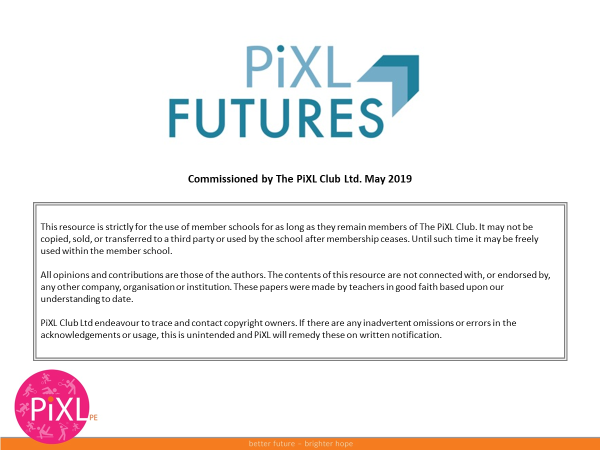 PiXL
FUTURES
Commissioned by The PiXL Club Ltd. May 2019
This resource is strictly for the use of member schools for as long as they remain members of The PiXL Club. It may not be
copied, sold, or transferred to a third party or used by the school after membership ceases. Until such time it may be freely
used within the member school.
All opinions and contributions are those of the authors. The contents of this resource are not connected with, or endorsed by,
any other company, organisation or institution. These papers were made by teachers in good faith based upon our
understanding to date.
PiXL Club Ltd endeavour to trace and contact copyright owners. If there are any inadvertent omissions or errors in the
acknowledgements or usage, this is unintended and PiXL will remedy these on written notification.
PiXL PE
better future – brighter hope